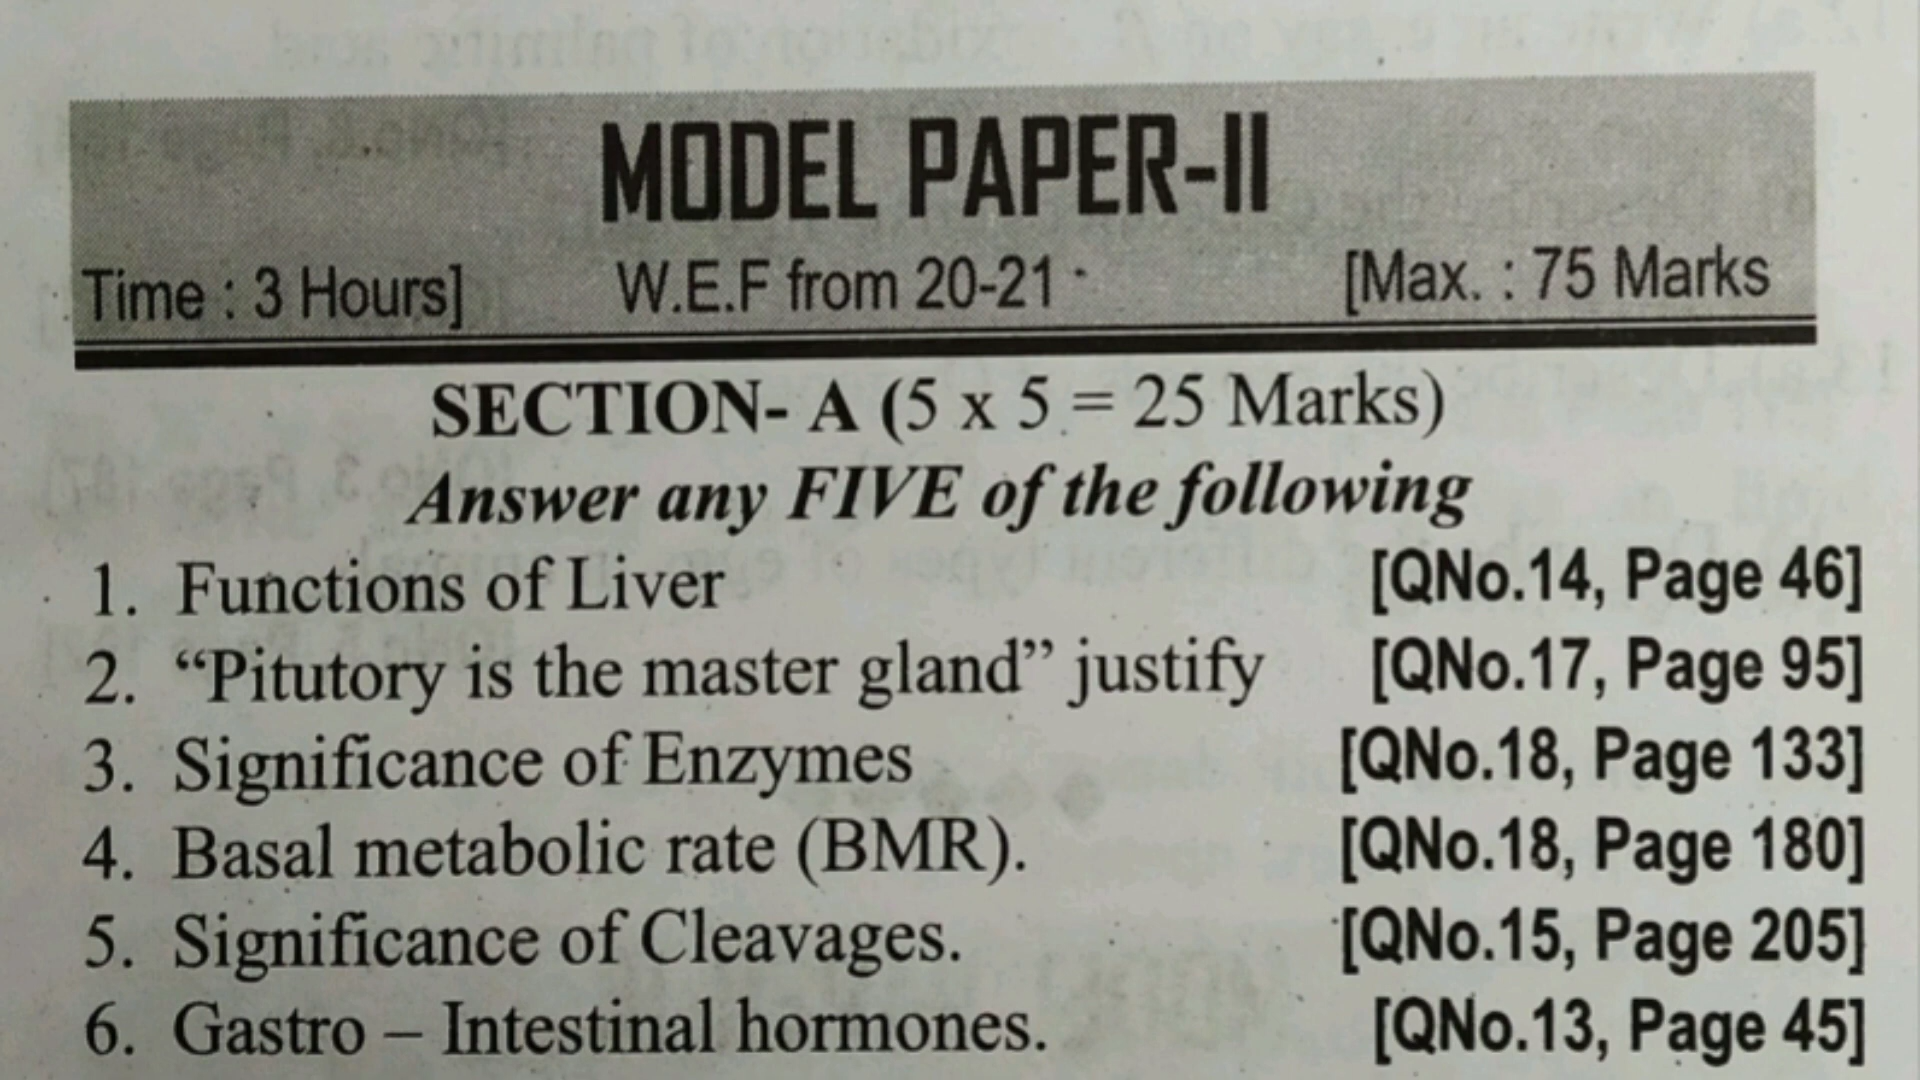 MODEL PAPER-II
Time : 3 Hours] W.E.F from 20-21 [Max. : 75 Marks
SECTION- A (5 x 5 = 25 Marks)
Answer any FIVE of the following
1. Functions of Liver [QNo.14, Page 46]
2. “Pitutory is the master gland” justify [QNo.17, Page 95]
3. Significance of Enzymes [QNo.18, Page 133]
4. Basal metabolic rate (BMR). [QNo.18, Page 180]
5. Significance of Cleavages. [QNo.15, Page 205]
6. Gastro – Intestinal hormones. [QNo.13, Page 45]